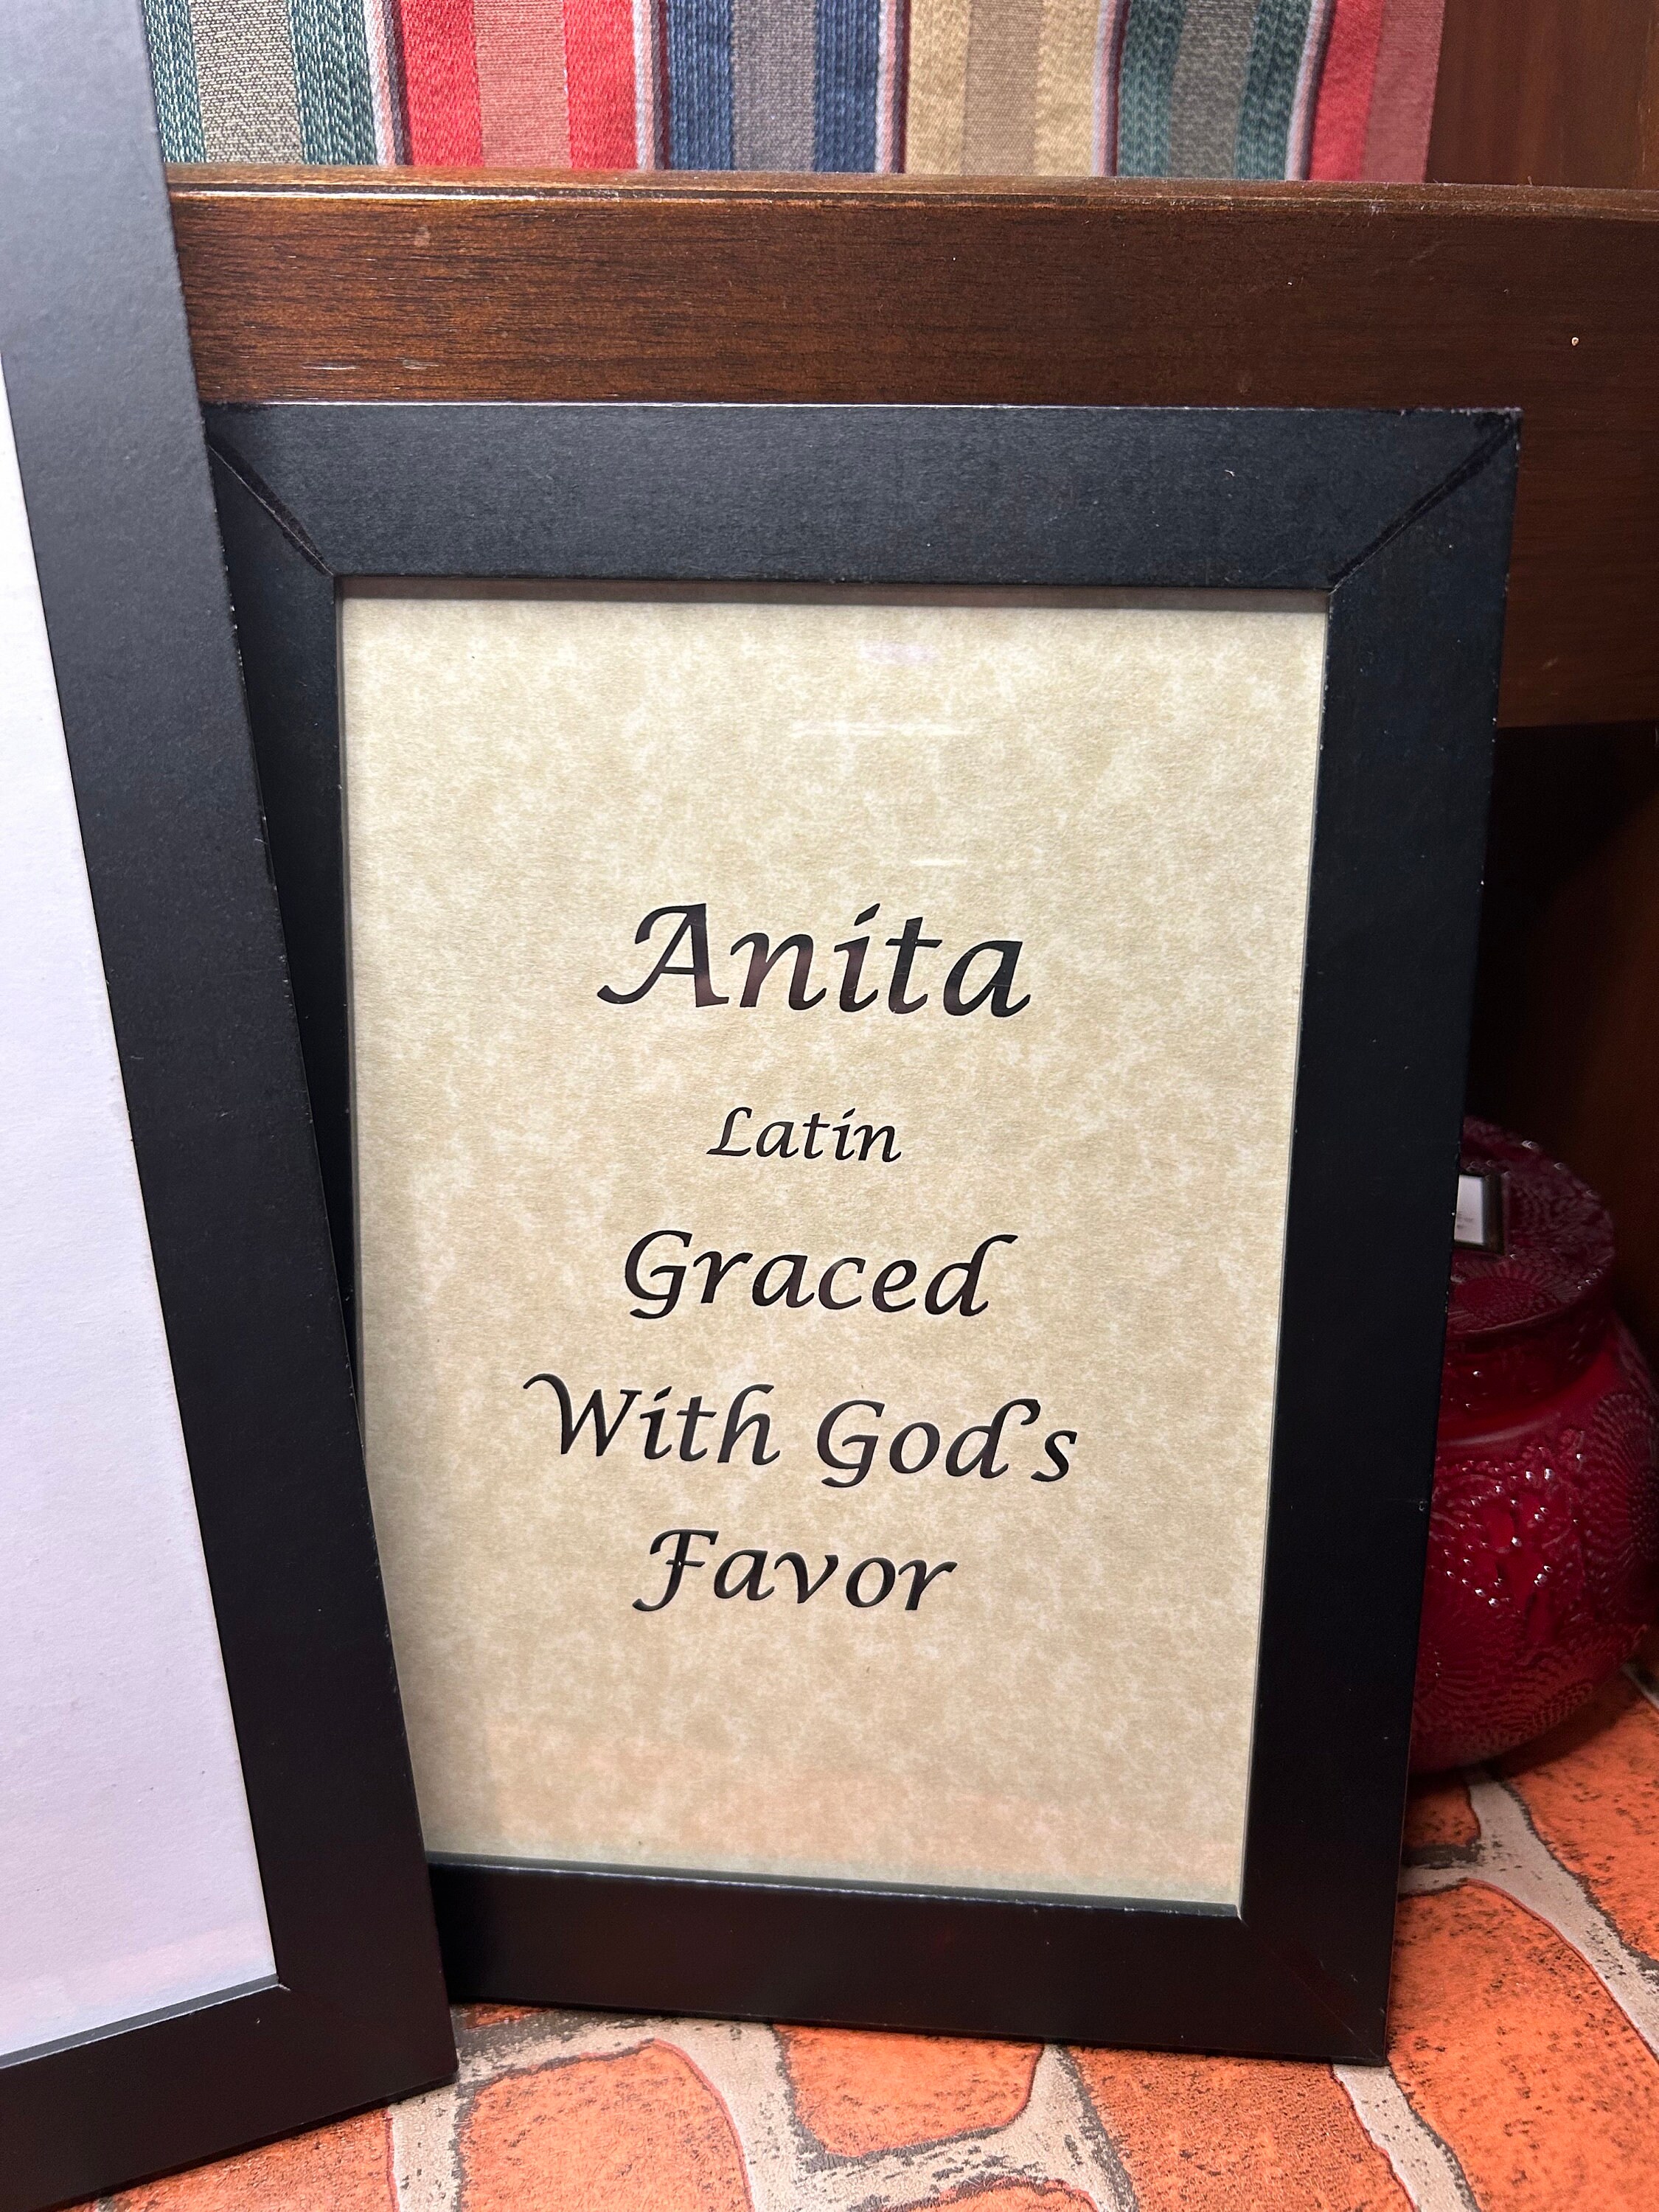 Anita
Latin
Graced
With God's
Favor